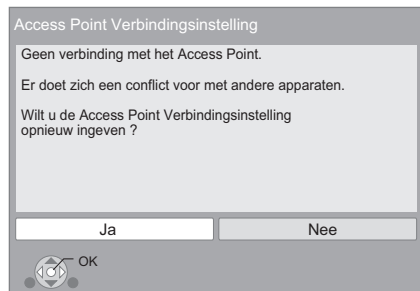 Access Point Verbindingsinstelling
Geen verbinding met het Access Point.
Er doet zich een conflict voor met andere apparaten.
Wilt u de Access Point Verbindingsinstelling
opnieuw ingeven ?
Ja
Nee
OK